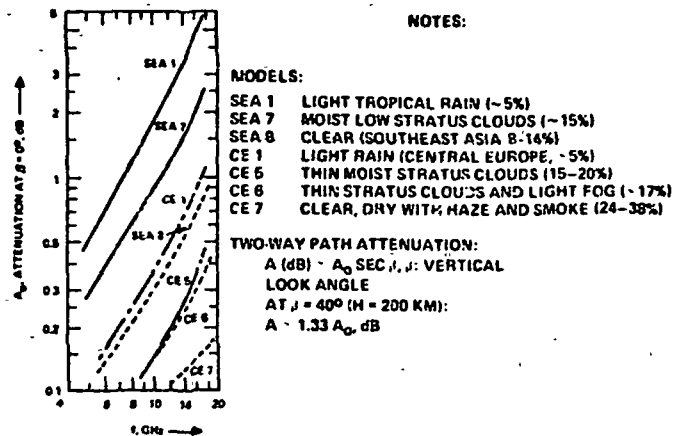 NOTES:
MODELS:
SEA 1 LIGHT TROPICAL RAIN (~5%)
SEA 7 MOIST LOW STRATUS CLOUDS (~15%)
SEA 8 CLEAR (SOUTHEAST ASIA 8-14%)
CE 1 LIGHT RAIN (CENTRAL EUROPE, ~5%)
CE 5 THIN MOIST STRATUS CLOUDS (15-20%)
CE 6 THIN STRATUS CLOUDS AND LIGHT FOG (~17%)
CE 7 CLEAR, DRY WITH HAZE AND SMOKE (24-38%)
TWO-WAY PATH ATTENUATION:
A (dB) ~ A₀ SEC β, β: VERTICAL
LOOK ANGLE
AT β = 40º (H = 200 KM):
A ~ 1.33 A₀, dB
A₀, ATTENUATION AT β = 0º, dB
5
3
2
1
0.5
0.3
0.2
0.1
SEA 1
SEA 7
CE 1
SEA 8
CE 5
CE 6
CE 7
4
6
8
10
14
20
f, GHz